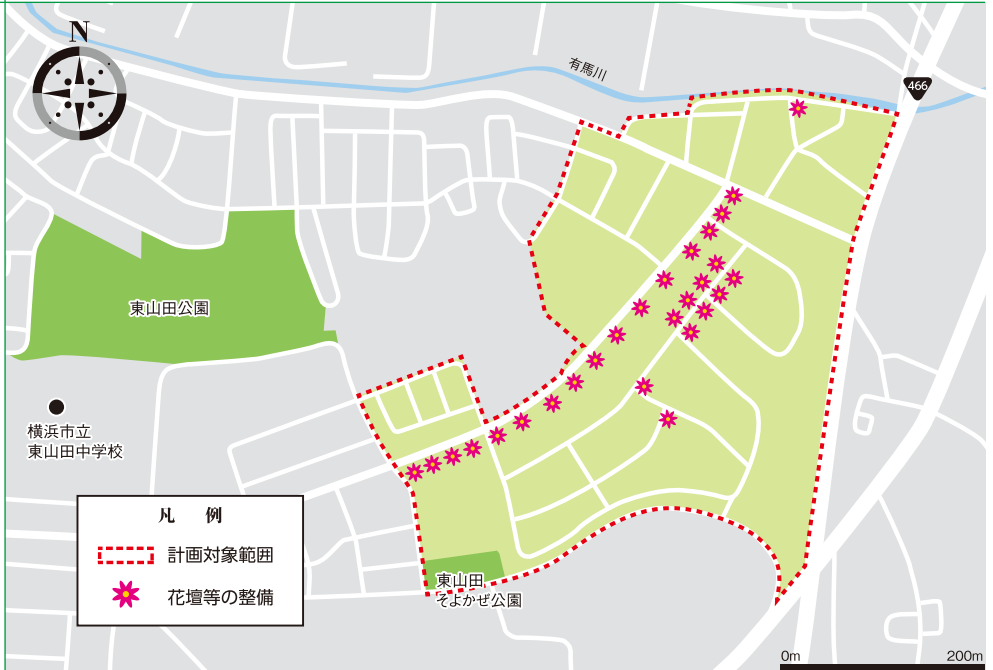 N
有馬川
466
東山田公園
横浜市立
東山田中学校
凡 例
計画対象範囲
花壇等の整備
東山田
そよかぜ公園
0m 200m